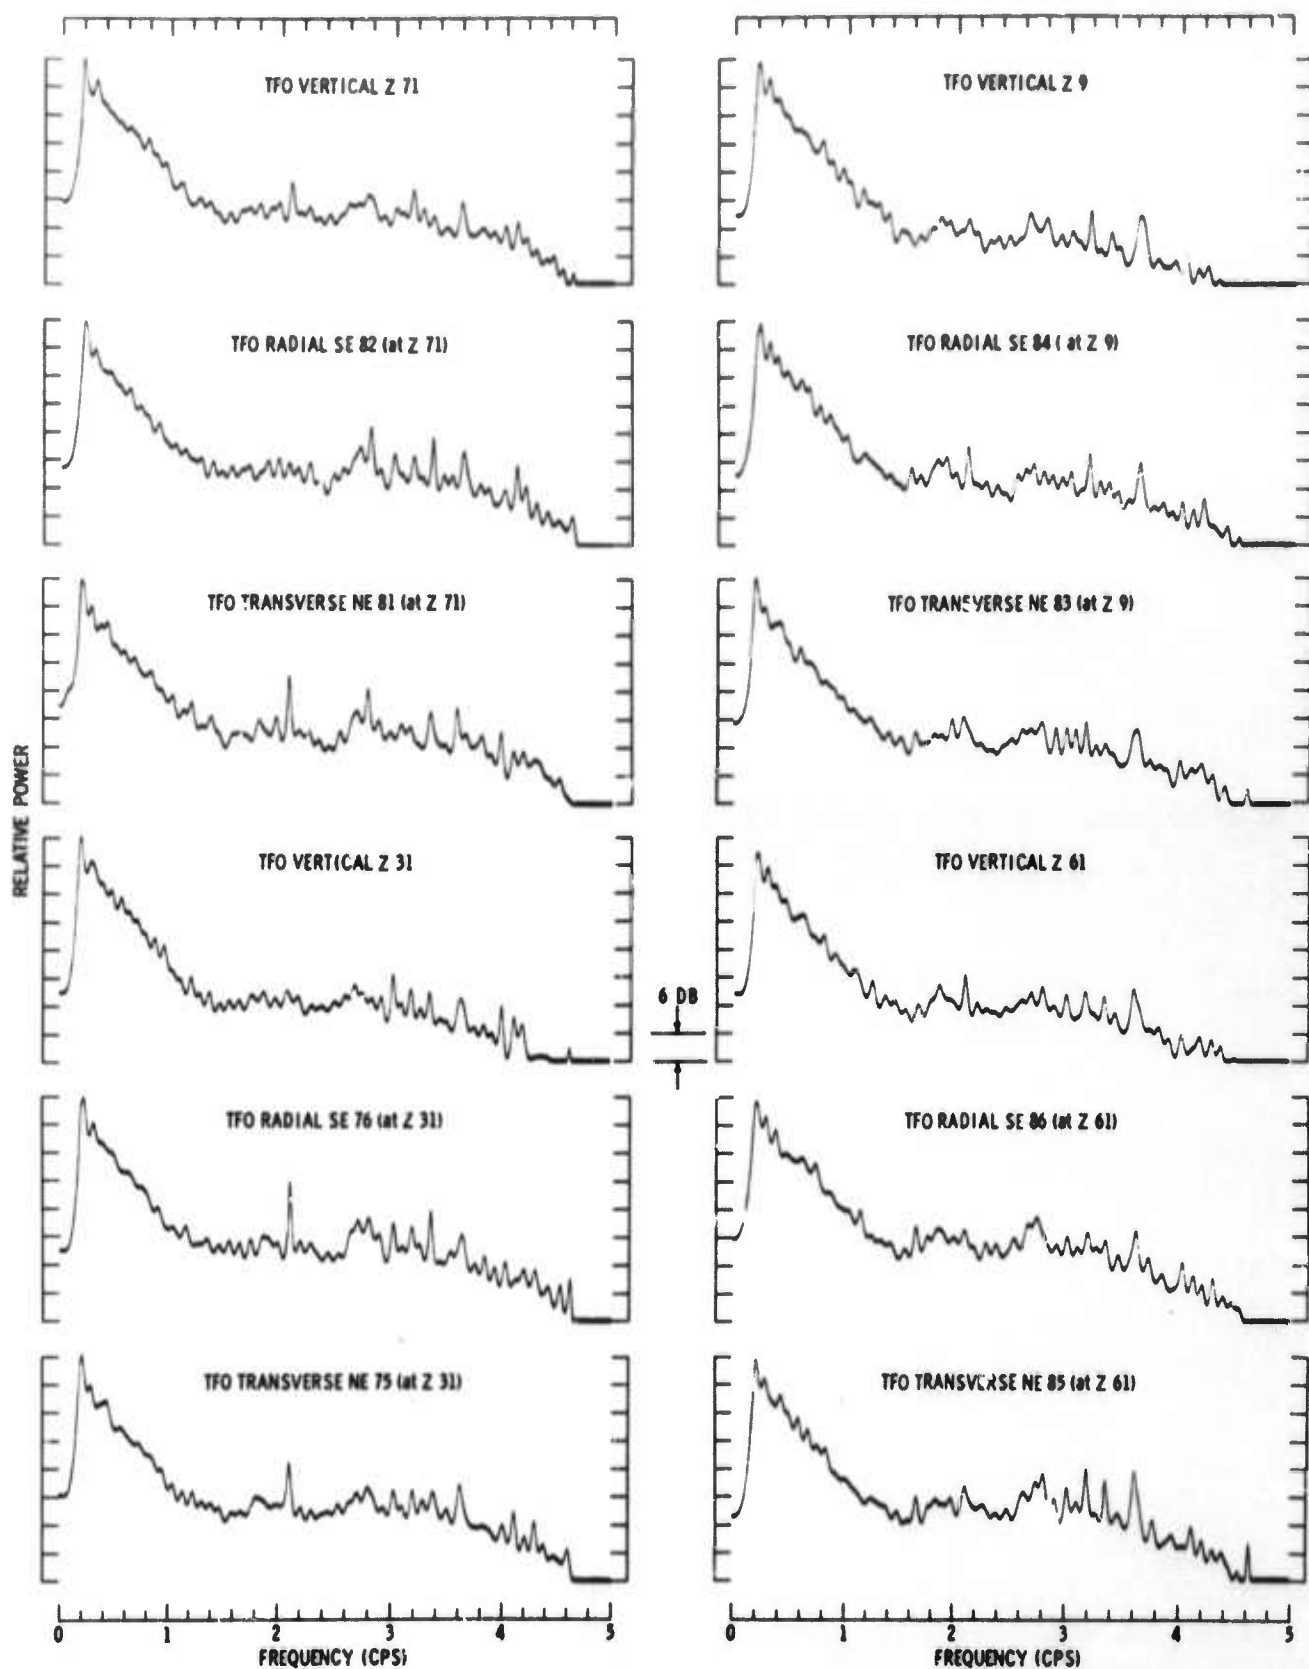 TFO VERTICAL Z 71
TFO VERTICAL Z 9
TFO RADIAL SE 82 (at Z 71)
TFO RADIAL SE 84 ( at Z 9)
TFO TRANSVERSE NE 81 (at Z 71)
TFO TRANSVERSE NE 83 (at Z 9)
RELATIVE POWER
TFO VERTICAL Z 31
TFO VERTICAL Z 61
6 DB
TFO RADIAL SE 76 (at Z 31)
TFO RADIAL SE 86 (at Z 61)
TFO TRANSVERSE NE 75 (at Z 31)
TFO TRANSVERSE NE 85 (at Z 61)
0 1 2 3 4 5
0 1 2 3 4 5
FREQUENCY (CPS)
FREQUENCY (CPS)